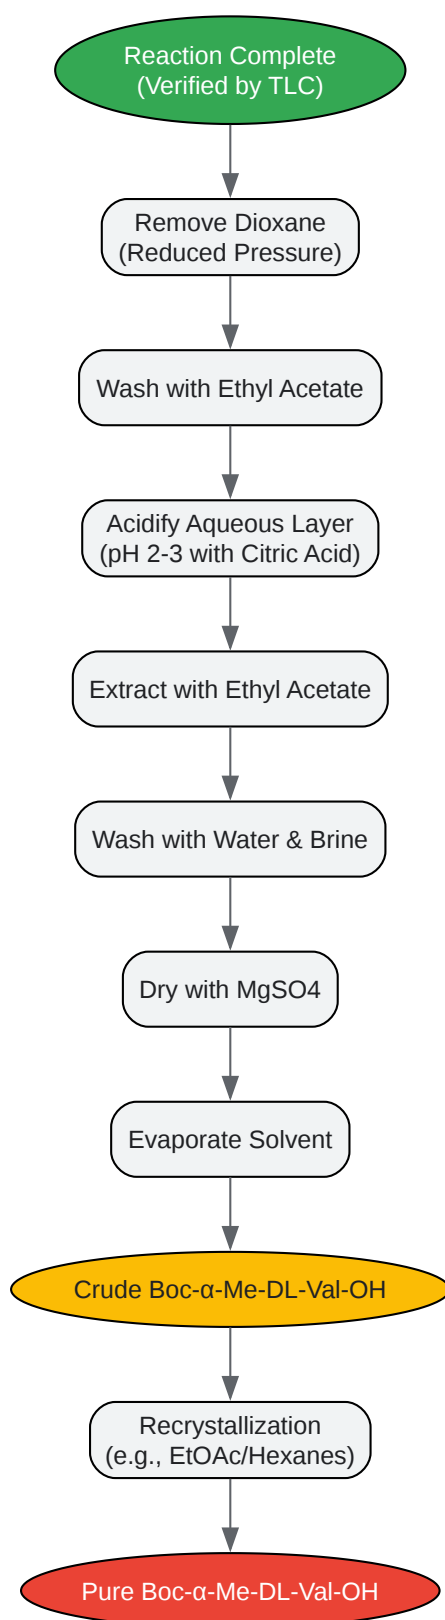 Reaction Complete
(Verified by TLC)
Remove Dioxane
(Reduced Pressure)
Wash with Ethyl Acetate
Acidify Aqueous Layer
(pH 2-3 with Citric Acid)
Extract with Ethyl Acetate
Wash with Water & Brine
Dry with MgSO4
Evaporate Solvent
Crude Boc-α-Me-DL-Val-OH
Recrystallization
(e.g., EtOAc/Hexanes)
Pure Boc-α-Me-DL-Val-OH